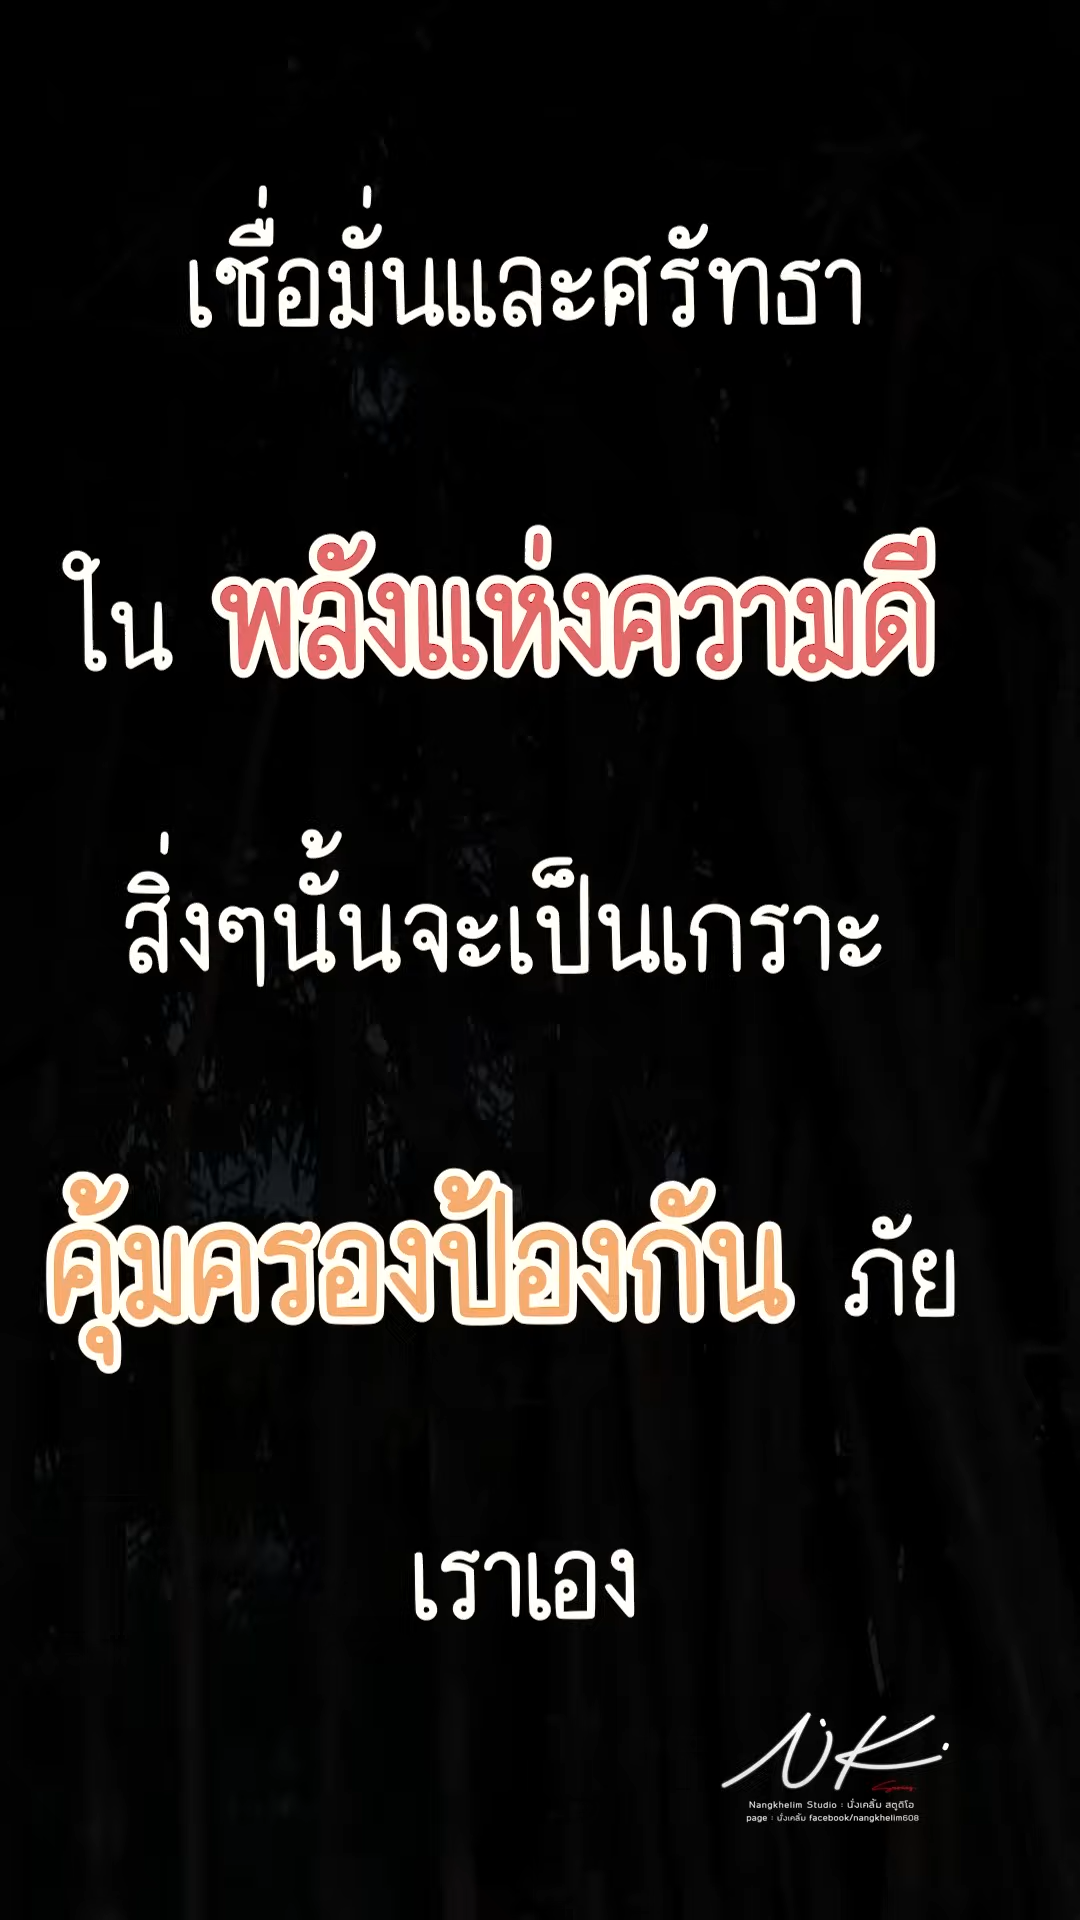 เชื่อมั่นและศรัทธา
ใน พลังแห่งความดี
สิ่งๆนั้นจะเป็นเกราะ
คุ้มครองป้องกัน ภัย
เราเอง
NK
Series
Nangkhelim Studio : นั่งเคลิ้ม สตูดิโอ
page : นั่งเคลิ้ม facebook/nangkhelim608